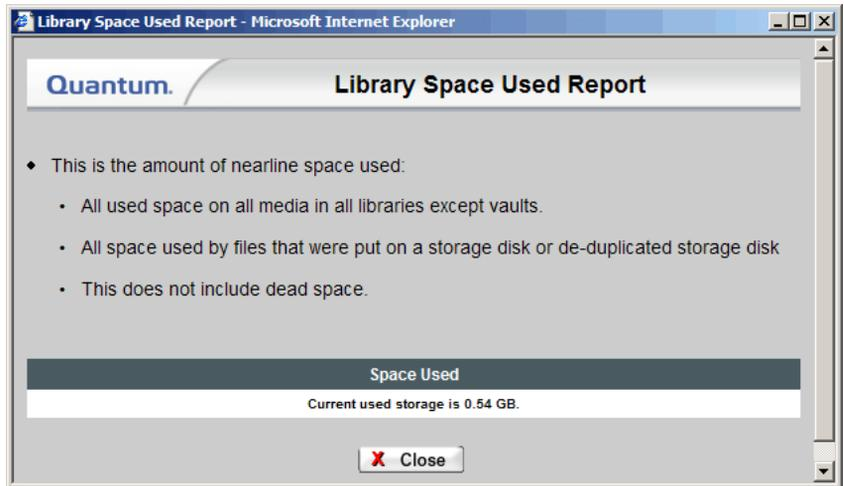 Library Space Used Report - Microsoft Internet Explorer
Quantum.
Library Space Used Report
This is the amount of nearline space used:
All used space on all media in all libraries except vaults.
All space used by files that were put on a storage disk or de-duplicated storage disk
This does not include dead space.
Space Used
Current used storage is 0.54 GB.
X Close